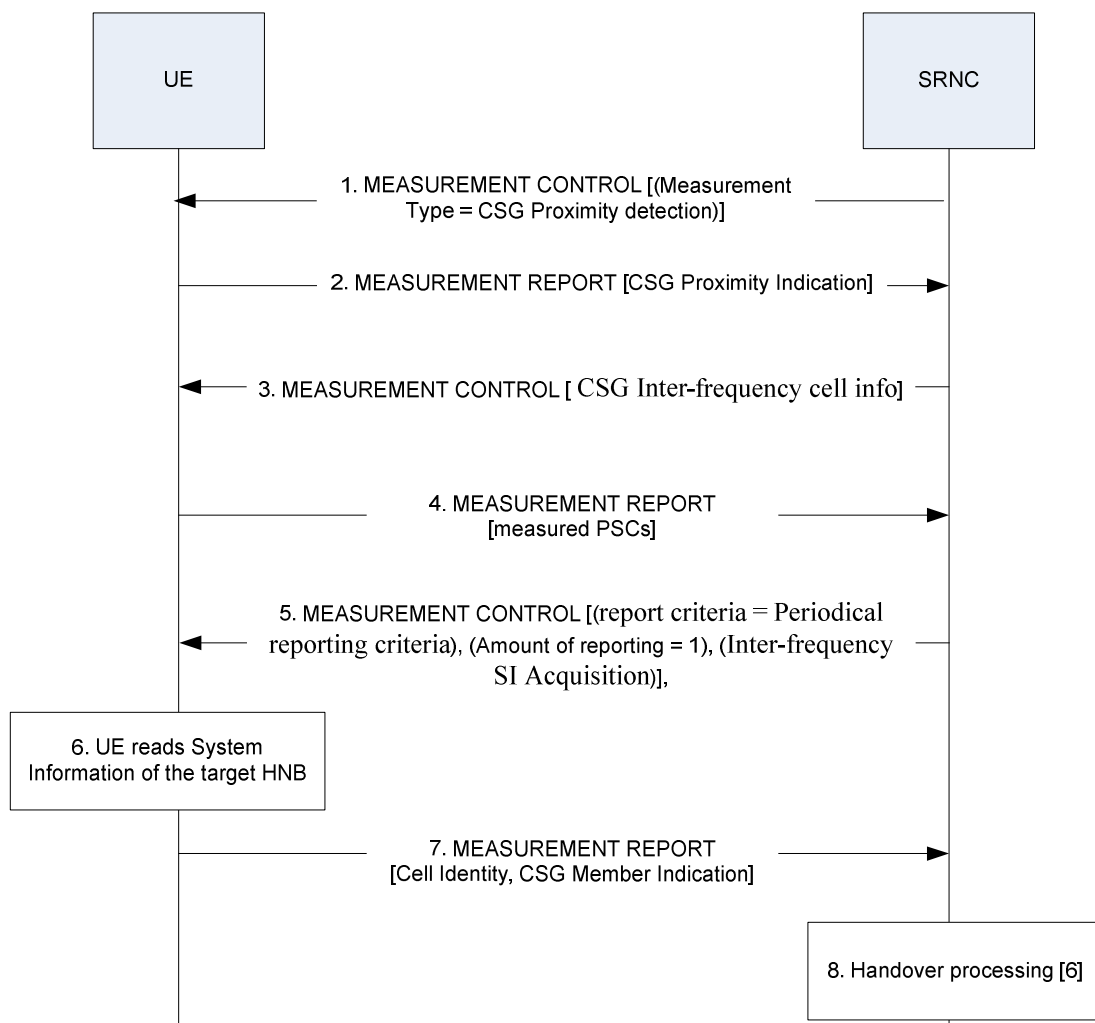 UE
SRNC
1. MEASUREMENT CONTROL [(Measurement
Type = CSG Proximity detection)]
2. MEASUREMENT REPORT [CSG Proximity Indication]
3. MEASUREMENT CONTROL [ CSG Inter-frequency cell info]
4. MEASUREMENT REPORT
[measured PSCs]
5. MEASUREMENT CONTROL [(report criteria = Periodical
reporting criteria), (Amount of reporting = 1), (Inter-frequency
SI Acquisition)],
6. UE reads System
Information of the target HNB
7. MEASUREMENT REPORT
[Cell Identity, CSG Member Indication]
8. Handover processing [6]